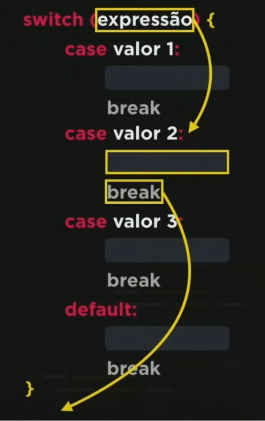 switch (expressão) {
case valor 1:
break
case valor 2:
break
case valor 3:
break
default:
break
}